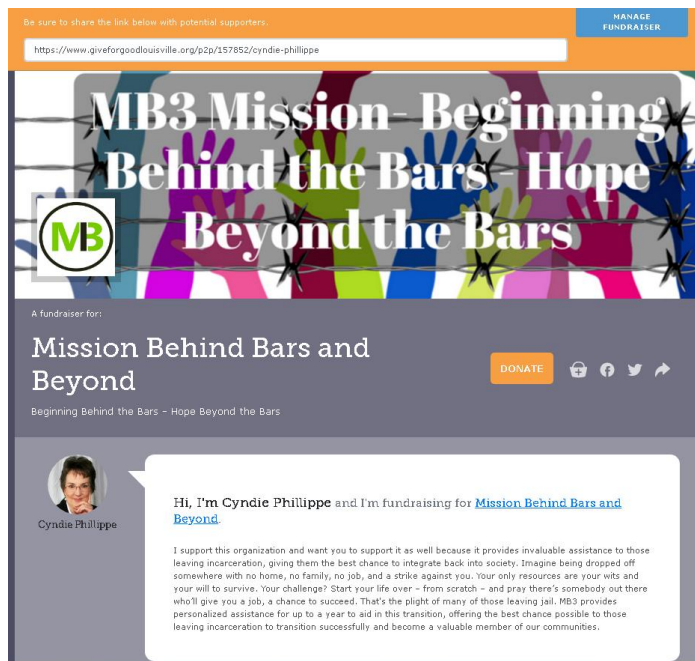 Be sure to share the link below with potential supporters.
MANAGE
FUNDRAISER
https://www.giveforgoodlouisville.org/p2p/157852/cyndie-phillippe
MB3 Mission- Beginning
Behind the Bars - Hope
Beyond the Bars
MB
A fundraiser for:
Mission Behind Bars and
Beyond
DONATE
Beginning Behind the Bars – Hope Beyond the Bars
Cyndie Phillippe
Hi, I'm Cyndie Phillippe and I'm fundraising for Mission Behind Bars and
Beyond.
I support this organization and want you to support it as well because it provides invaluable assistance to those
leaving incarceration, giving them the best chance to integrate back into society. Imagine being dropped off
somewhere with no home, no family, no job, and a strike against you. Your only resources are your wits and
your will to survive. Your challenge? Start your life over – from scratch – and pray there's somebody out there
who'll give you a job, a chance to succeed. That's the plight of many of those leaving jail. MB3 provides
personalized assistance for up to a year to aid in this transition, offering the best chance possible to those
leaving incarceration to transition successfully and become a valuable member of our communities.